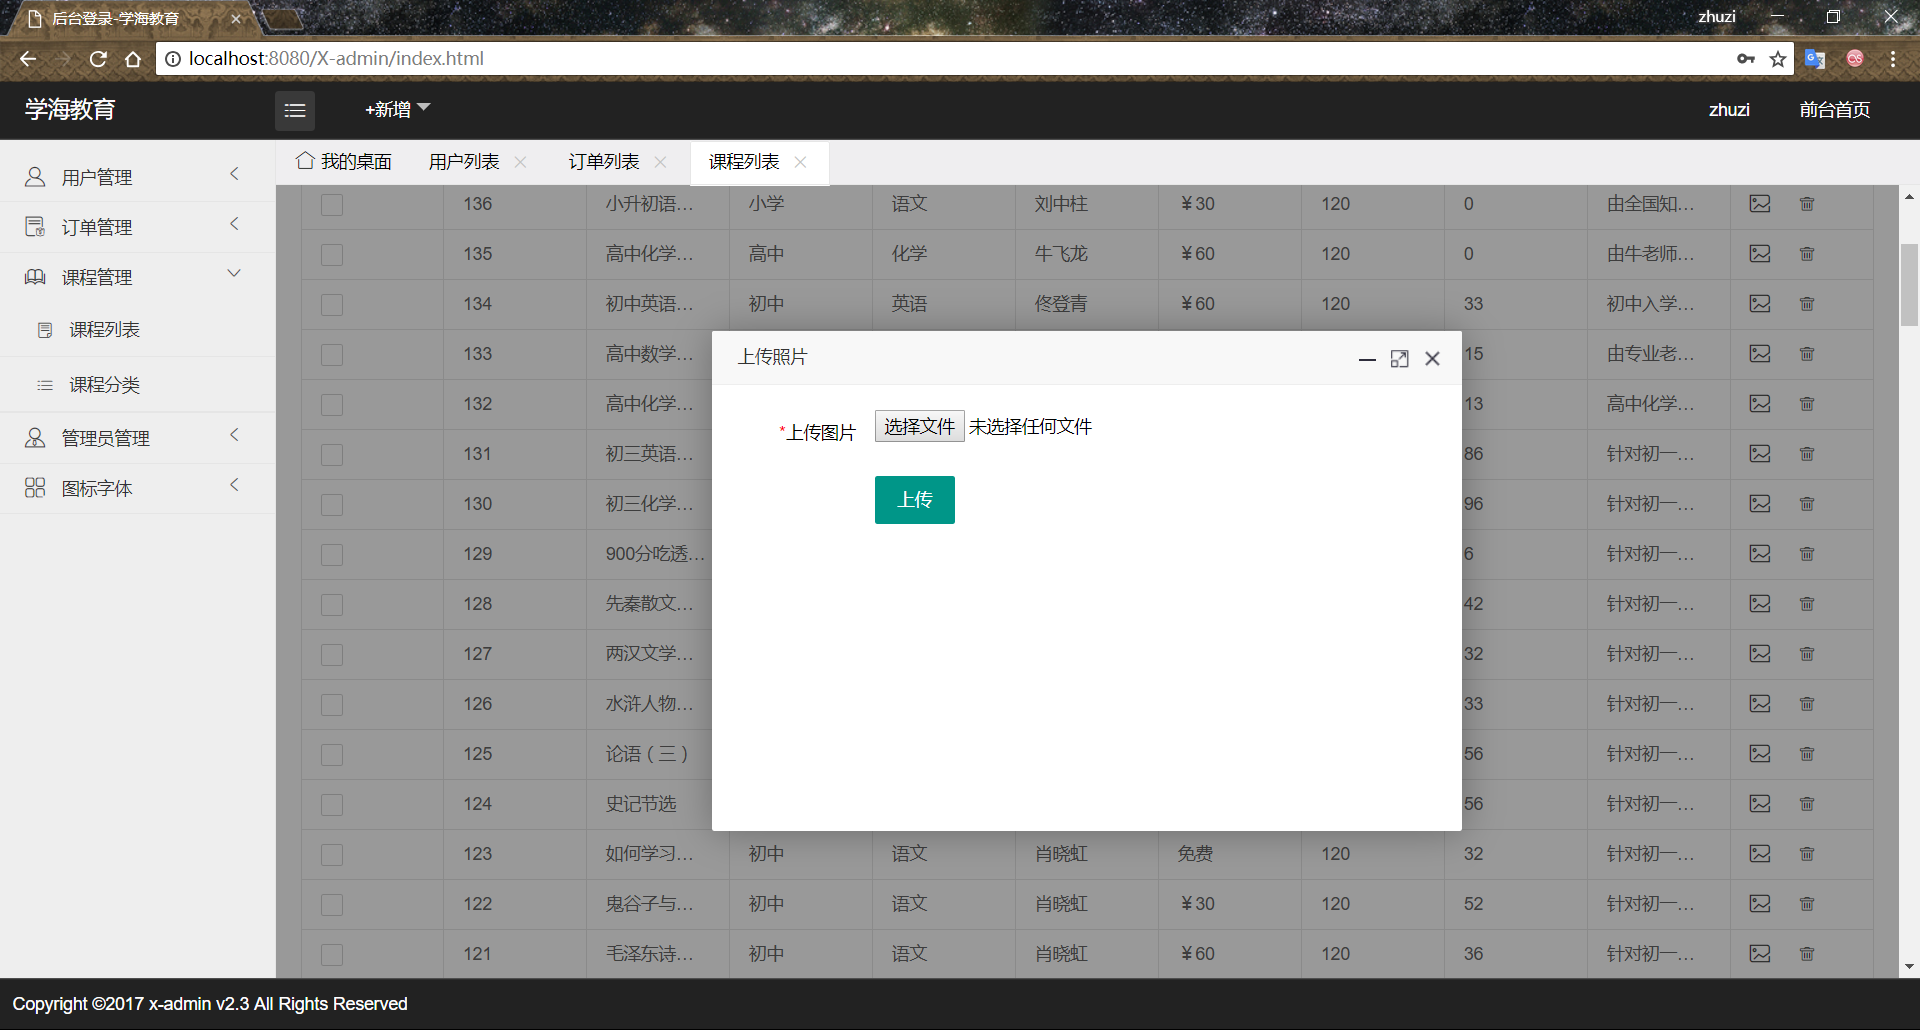 后台登录-学海教育
zhuzi
localhost:8080/X-admin/index.html
学海教育
+新增
zhuzi
前台首页
用户管理
订单管理
课程管理
课程列表
课程分类
管理员管理
图标字体
我的桌面 用户列表 订单列表 课程列表
136 小升初语... 小学 语文 刘中柱 ¥30 120 0 由全国知...
135 高中化学... 高中 化学 牛飞龙 ¥60 120 0 由牛老师...
134 初中英语... 初中 英语 佟登青 ¥60 120 33 初中入学...
133 高中数学... 15 由专业老...
132 高中化学... 13 高中化学...
131 初三英语... 86 针对初一...
130 初三化学... 96 针对初一...
129 900分吃透... 6 针对初一...
128 先秦散文... 42 针对初一...
127 两汉文学... 32 针对初一...
126 水浒人物... 33 针对初一...
125 论语（三） 56 针对初一...
124 史记节选 56 针对初一...
123 如何学习... 初中 语文 肖晓虹 免费 120 32 针对初一...
122 鬼谷子与... 初中 语文 肖晓虹 ¥30 120 52 针对初一...
121 毛泽东诗... 初中 语文 肖晓虹 ¥60 120 36 针对初一...
上传照片
*上传图片 选择文件 未选择任何文件
上传
Copyright ©2017 x-admin v2.3 All Rights Reserved